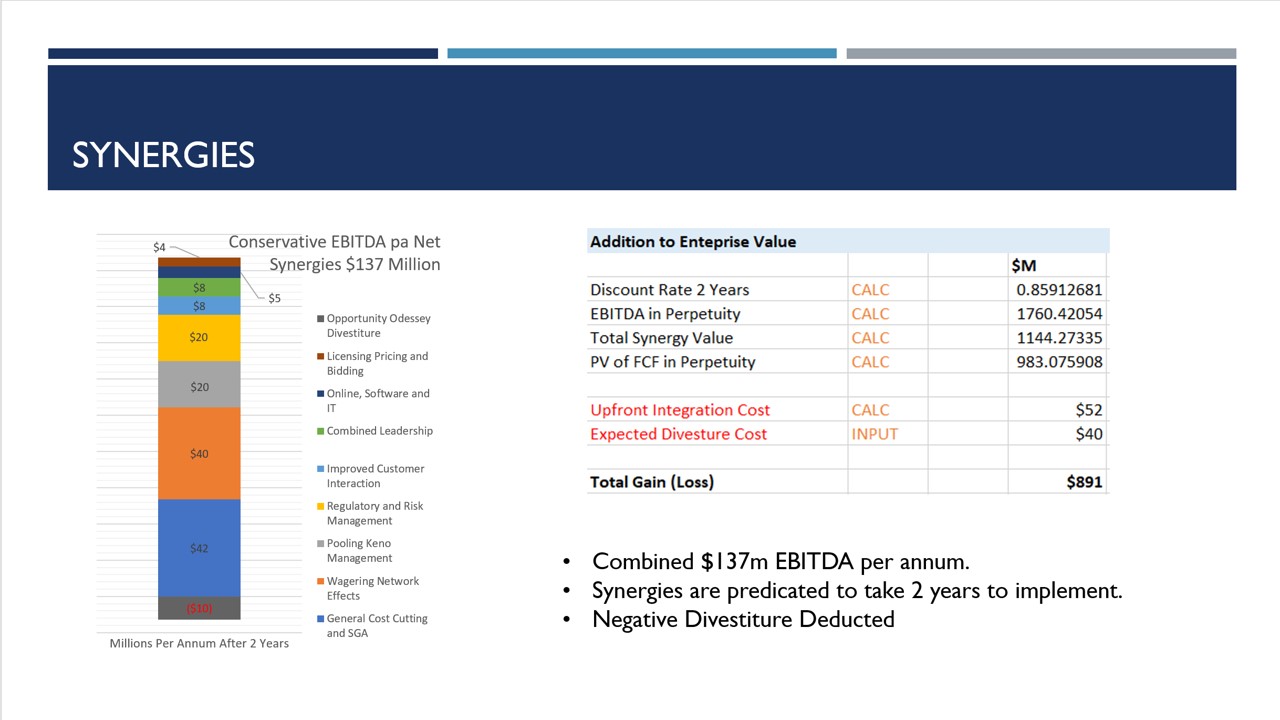 SYNERGIES
Conservative EBITDA pa Net
Synergies $137 Million
$4
$5
$8
$8
$20
$20
$40
$42
($10)
Millions Per Annum After 2 Years
Opportunity Odessey
Divestiture
Licensing Pricing and
Bidding
Online, Software and
IT
Combined Leadership
Improved Customer
Interaction
Regulatory and Risk
Management
Pooling Keno
Management
Wagering Network
Effects
General Cost Cutting
and SGA
Addition to Enteprise Value
$M
Discount Rate 2 Years CALC 0.85912681
EBITDA in Perpetuity CALC 1760.42054
Total Synergy Value CALC 1144.27335
PV of FCF in Perpetuity CALC 983.075908
Upfront Integration Cost CALC $52
Expected Divesture Cost INPUT $40
Total Gain (Loss) $891
• Combined $137m EBITDA per annum.
• Synergies are predicated to take 2 years to implement.
• Negative Divestiture Deducted